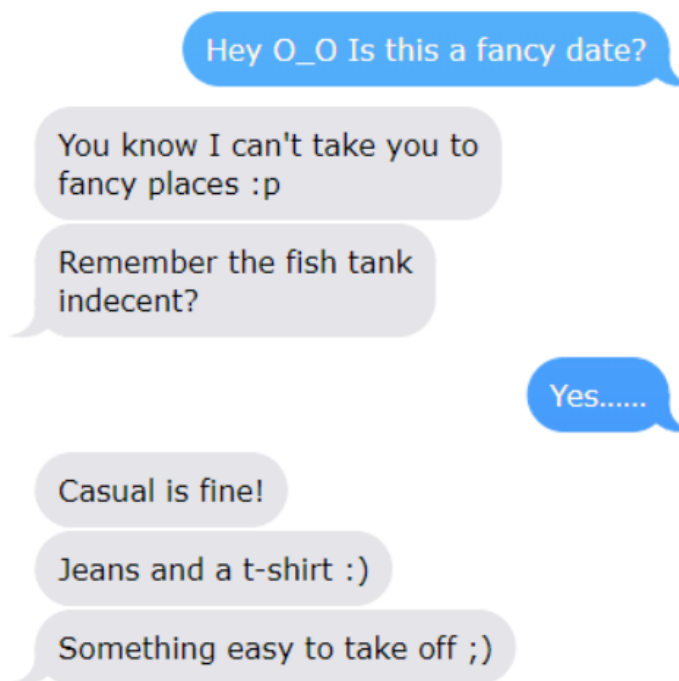 Hey O_O Is this a fancy date?
You know I can't take you to
fancy places :p
Remember the fish tank
indecent?
Yes......
Casual is fine!
Jeans and a t-shirt :)
Something easy to take off ;)